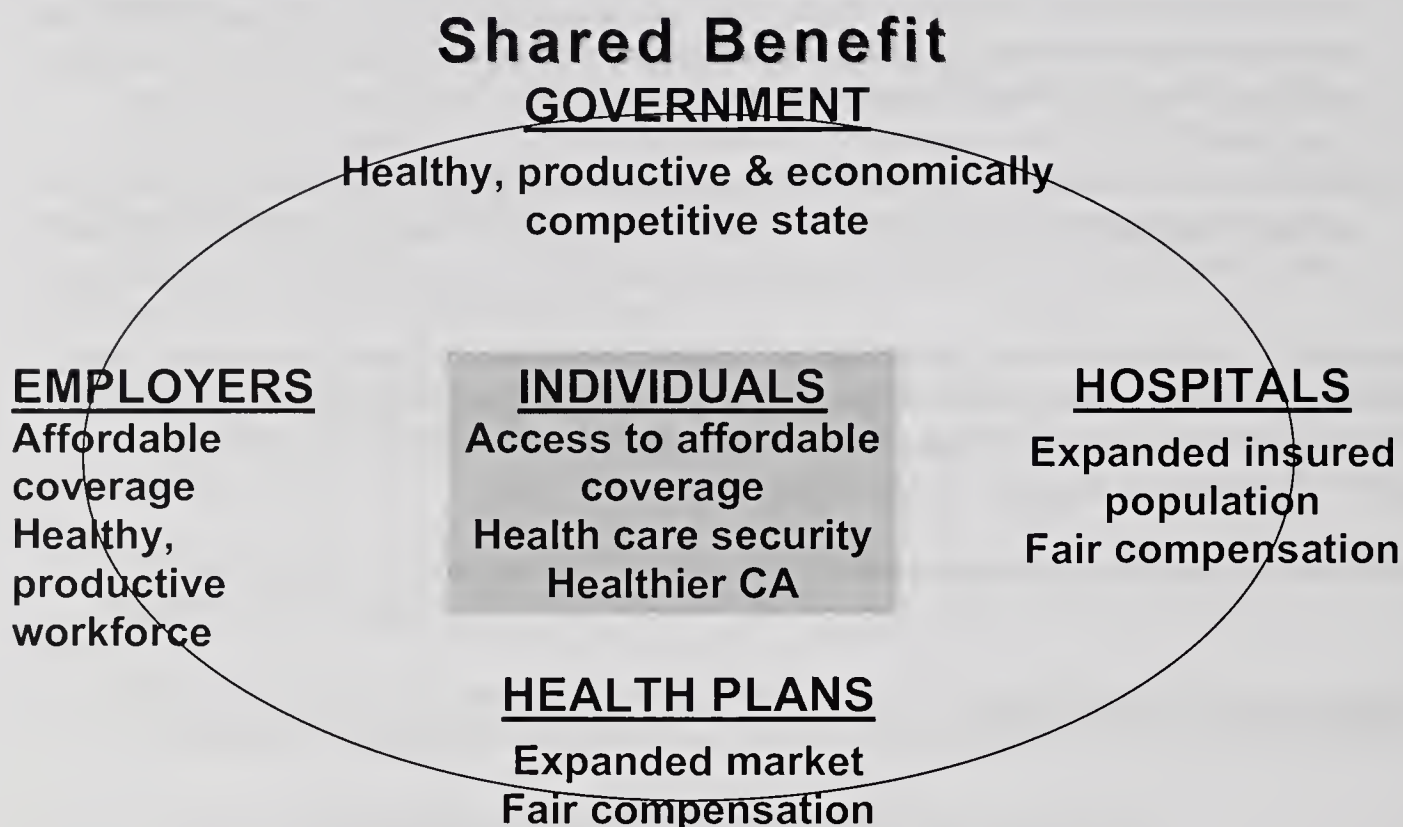 Shared Benefit
GOVERNMENT
Healthy, productive & economically
competitive state
EMPLOYERS
Affordable
coverage
Healthy,
productive
workforce
INDIVIDUALS
Access to affordable
coverage
Health care security
Healthier CA
HOSPITALS
Expanded insured
population
Fair compensation
HEALTH PLANS
Expanded market
Fair compensation